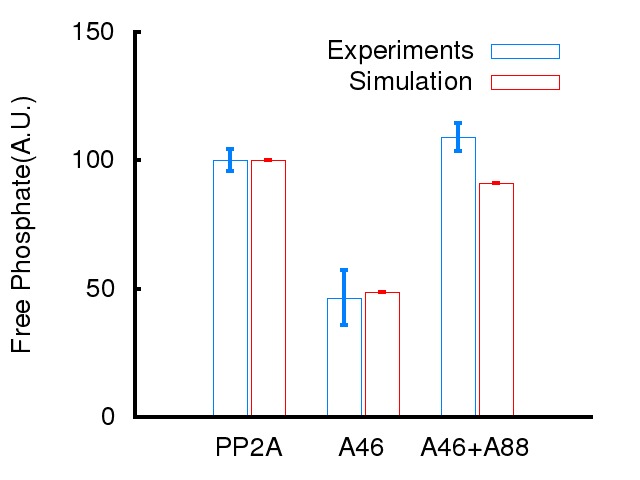 150
Experiments
Simulation
100
50
0
Free Phosphate(A.U.)
PP2A A46 A46+A88